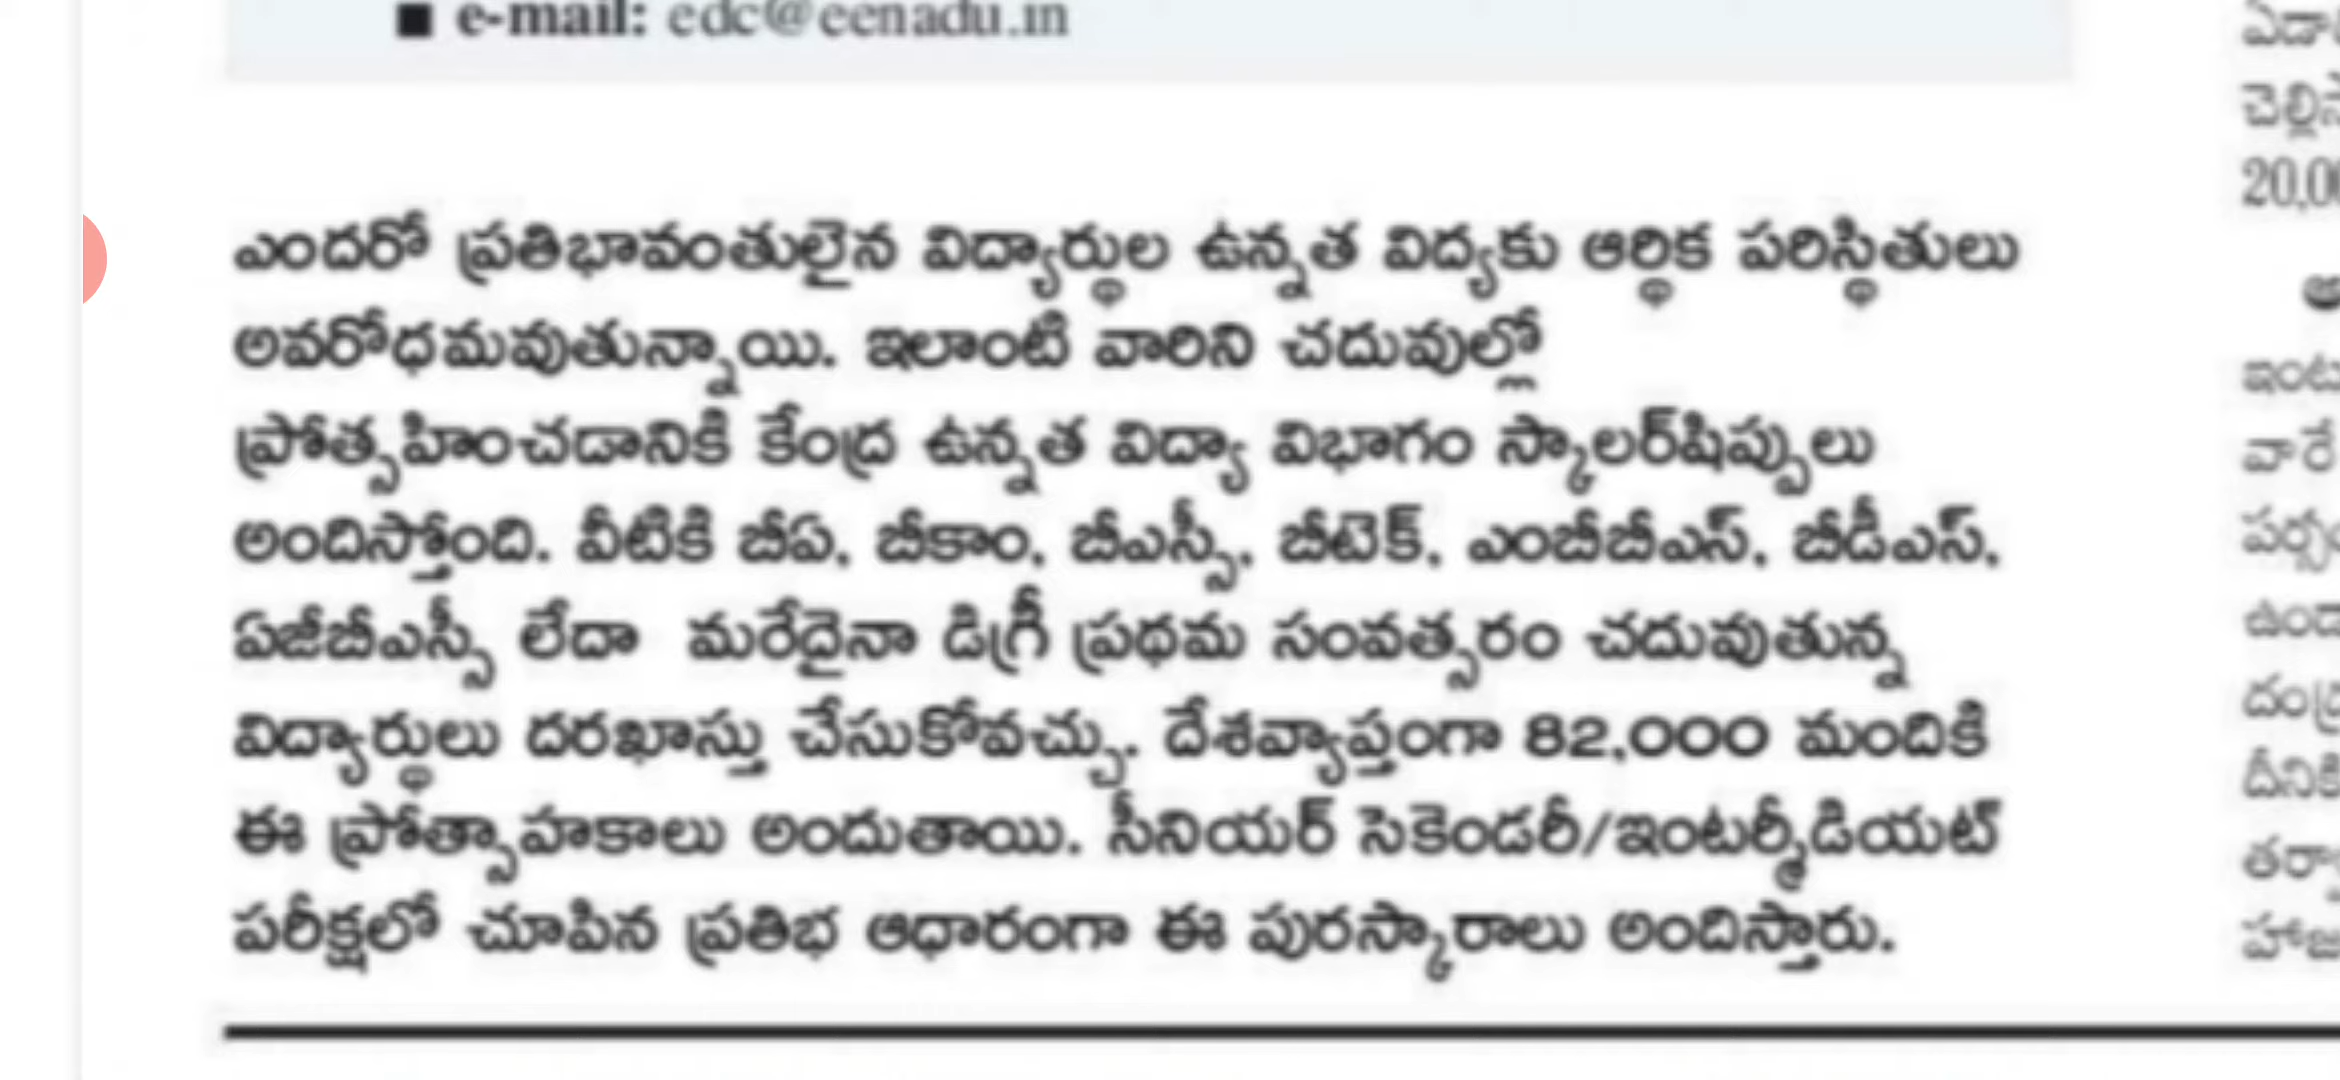 ■ e-mail: edc@eenadu.in
ఎందరో ప్రతిభావంతులైన విద్యార్థుల ఉన్నత విద్యకు ఆర్థిక పరిస్థితులు
అవరోధమవుతున్నాయి. ఇలాంటి వారిని చదువుల్లో
ప్రోత్సహించడానికి కేంద్ర ఉన్నత విద్యా విభాగం స్కాలర్‌షిప్పులు
అందిస్తోంది. వీటికి బీఏ, బీకాం, బీఎస్సీ, బీటెక్, ఎంబీబీఎస్, బీడీఎస్,
ఏజీబీఎస్సీ లేదా మరేదైనా డిగ్రీ ప్రథమ సంవత్సరం చదువుతున్న
విద్యార్థులు దరఖాస్తు చేసుకోవచ్చు. దేశవ్యాప్తంగా 82,000 మందికి
ఈ ప్రోత్సాహకాలు అందుతాయి. సీనియర్ సెకెండరీ/ఇంటర్మీడియట్
పరీక్షలో చూపిన ప్రతిభ ఆధారంగా ఈ పురస్కారాలు అందిస్తారు.